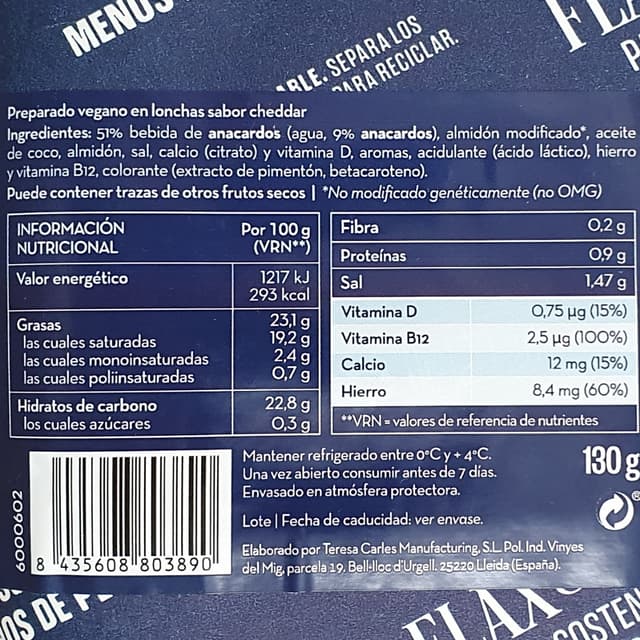 MENOS
ABLE. SEPARA LOS
PARA RECICLAR.
Preparado vegano en lonchas sabor cheddar
Ingredientes: 51% bebida de anacardos (agua, 9% anacardos), almidón modificado*, aceite
de coco, almidón, sal, calcio (citrato) y vitamina D, aromas, acidulante (ácido láctico), hierro
y vitamina B12, colorante (extracto de pimentón, betacaroteno).
Puede contener trazas de otros frutos secos | *No modificado genéticamente (no OMG)
INFORMACIÓN NUTRICIONAL Por 100 g (VRN**)
Valor energético 1217 kJ
293 kcal
Grasas 23,1 g
las cuales saturadas 19,2 g
las cuales monoinsaturadas 2,4 g
las cuales poliinsaturadas 0,7 g
Hidratos de carbono 22,8 g
los cuales azúcares 0,3 g
Fibra 0,2 g
Proteínas 0,9 g
Sal 1,47 g
Vitamina D 0,75 µg (15%)
Vitamina B12 2,5 µg (100%)
Calcio 12 mg (15%)
Hierro 8,4 mg (60%)
**VRN = valores de referencia de nutrientes
Mantener refrigerado entre 0°C y + 4°C.
Una vez abierto consumir antes de 7 días.
Envasado en atmósfera protectora.
130 g
Lote | Fecha de caducidad: ver envase.
Elaborado por Teresa Carles Manufacturing, S.L. Pol. Ind. Vinyes
del Mig, parcela 19. Bell-lloc d'Urgell. 25220 Lleida (España).
6000602
8 435608 803890